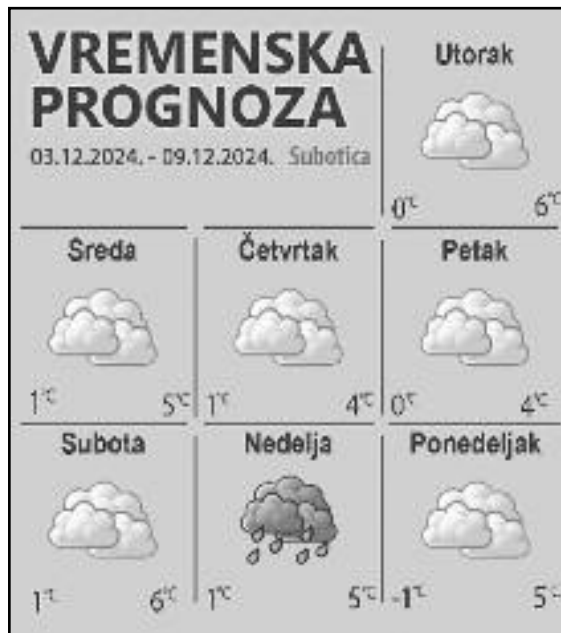 VREMENSKA
PROGNOZA
03.12.2024. - 09.12.2024. Subotica
Utorak
0°C 6°C
Sreda
1°C 5°C
Četvrtak
1°C 4°C
Petak
0°C 4°C
Subota
1°C 6°C
Nedelja
1°C 5°C
Ponedeljak
-1°C 5°C